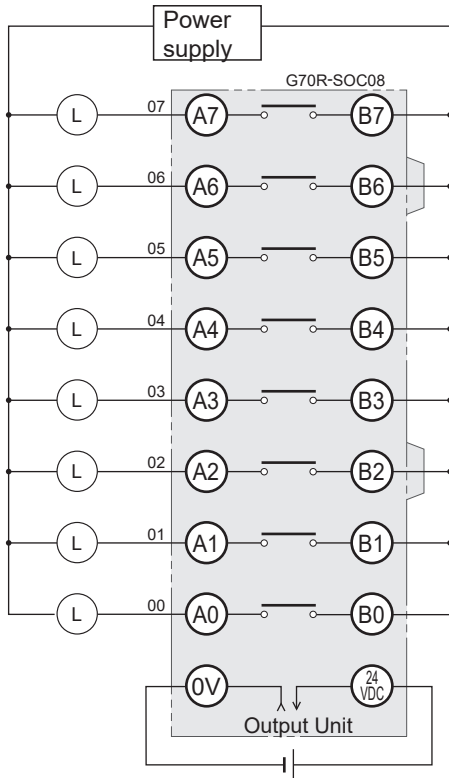 Power
supply
G70R-SOC08
L 07 A7 B7
L 06 A6 B6
L 05 A5 B5
L 04 A4 B4
L 03 A3 B3
L 02 A2 B2
L 01 A1 B1
L 00 A0 B0
0V 24
VDC
Output Unit